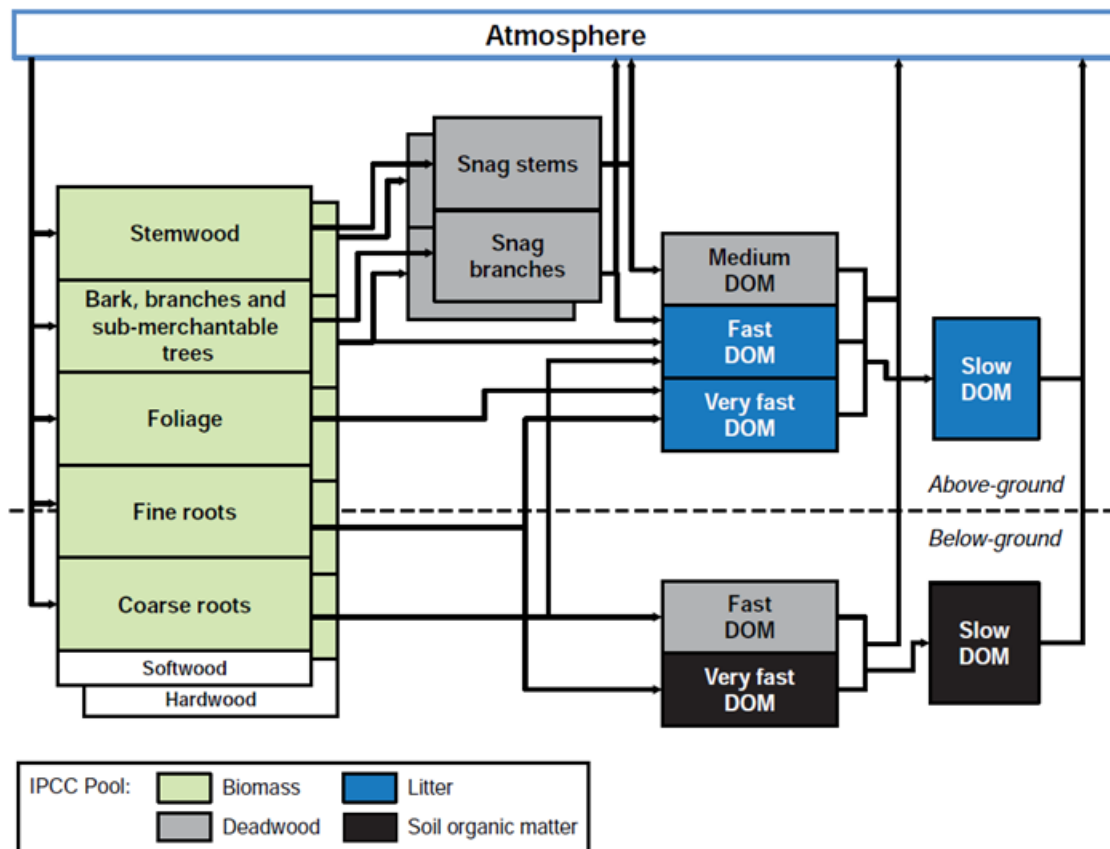 Atmosphere
Snag stems
Snag
branches
Stemwood
Bark, branches and
sub-merchantable
trees
Foliage
Fine roots
Coarse roots
Softwood
Hardwood
Medium
DOM
Fast
DOM
Very fast
DOM
Slow
DOM
Above-ground
Below-ground
Fast
DOM
Very fast
DOM
Slow
DOM
IPCC Pool:
Biomass
Litter
Deadwood
Soil organic matter